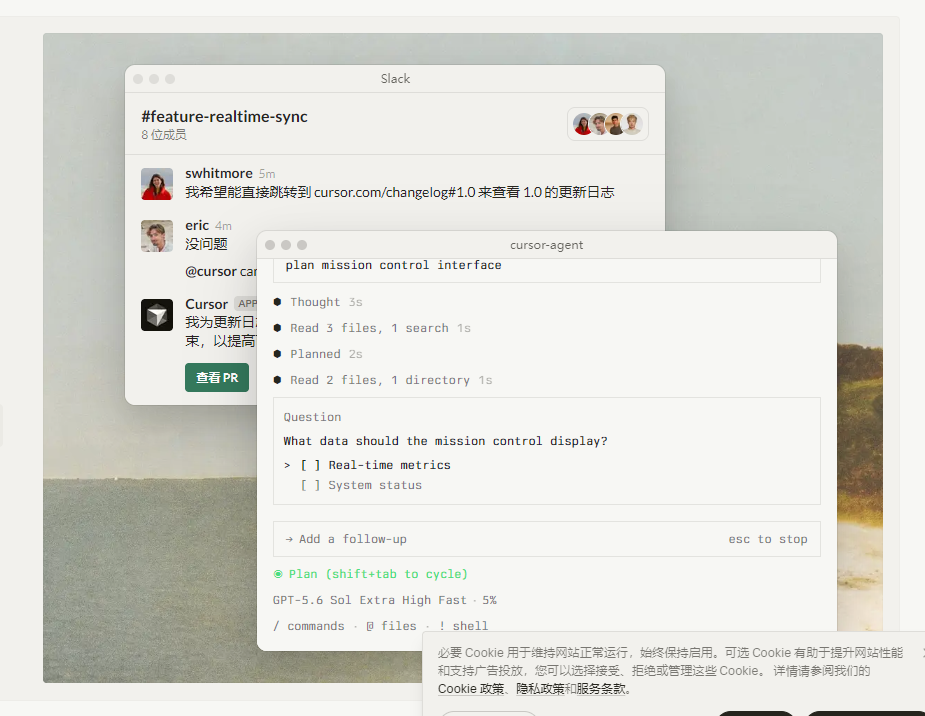 Slack
#feature-realtime-sync
8 位成员
swhitmore 5m
我希望能直接跳转到 cursor.com/changelog#1.0 来查看 1.0 的更新日志
eric 4m
没问题
@cursor can
Cursor APP
我为更新日
束，以提高
查看 PR
cursor-agent
plan mission control interface
Thought 3s
Read 3 files, 1 search 1s
Planned 2s
Read 2 files, 1 directory 1s
Question
What data should the mission control display?
> [ ] Real-time metrics
[ ] System status
→ Add a follow-up esc to stop
◉ Plan (shift+tab to cycle)
GPT-5.6 Sol Extra High Fast · 5%
/ commands · @ files · ! shell
必要 Cookie 用于维持网站正常运行，始终保持启用。可选 Cookie 有助于提升网站性能
和支持广告投放，您可以选择接受、拒绝或管理这些 Cookie。 详情请参阅我们的
Cookie 政策、隐私政策和服务条款。